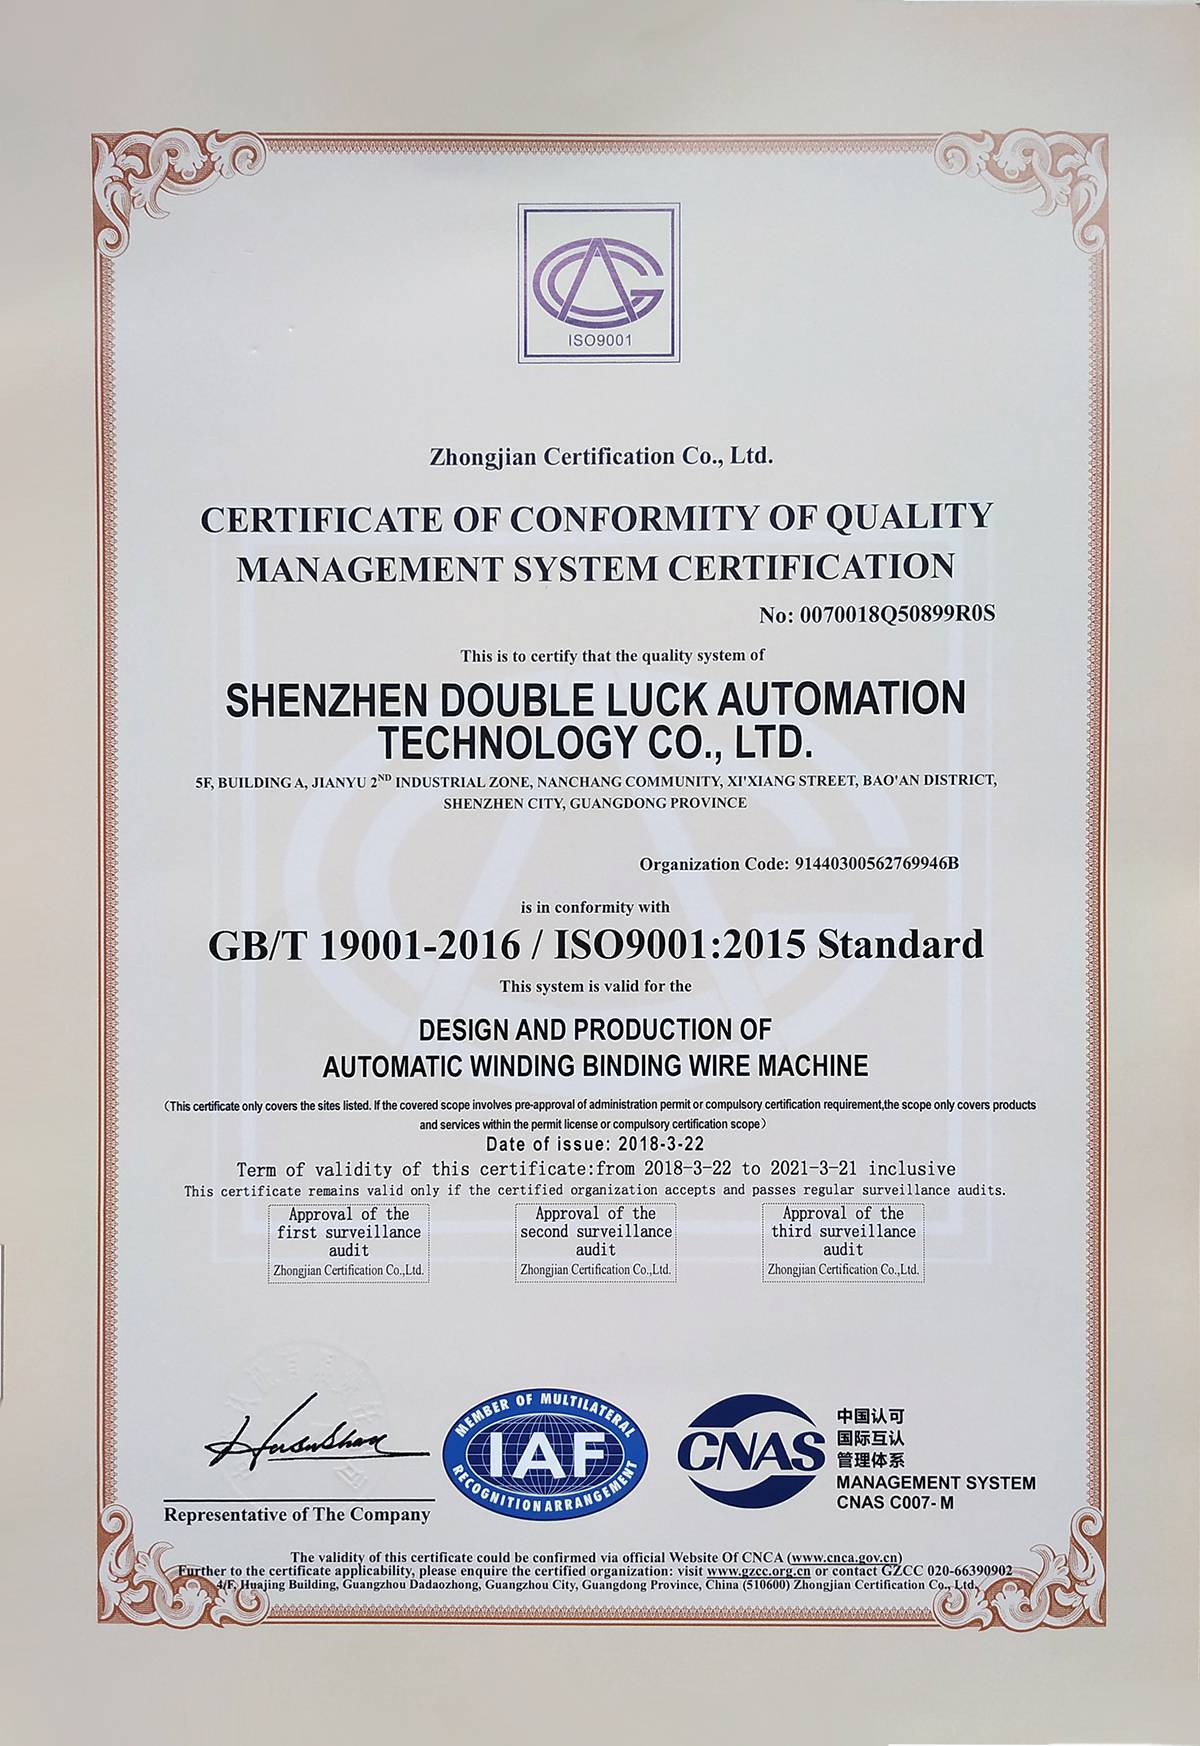 ISO9001
Zhongjian Certification Co., Ltd.
CERTIFICATE OF CONFORMITY OF QUALITY
MANAGEMENT SYSTEM CERTIFICATION
No: 0070018Q50899R0S
This is to certify that the quality system of
SHENZHEN DOUBLE LUCK AUTOMATION
TECHNOLOGY CO., LTD.
5F, BUILDING A, JIANYU 2ND INDUSTRIAL ZONE, NANCHANG COMMUNITY, XI'XIANG STREET, BAO'AN DISTRICT,
SHENZHEN CITY, GUANGDONG PROVINCE
Organization Code: 91440300562769946B
is in conformity with
GB/T 19001-2016 / ISO9001:2015 Standard
This system is valid for the
DESIGN AND PRODUCTION OF
AUTOMATIC WINDING BINDING WIRE MACHINE
(This certificate only covers the sites listed. If the covered scope involves pre-approval of administration permit or compulsory certification requirement,the scope only covers products
and services within the permit license or compulsory certification scope)
Date of issue: 2018-3-22
Term of validity of this certificate:from 2018-3-22 to 2021-3-21 inclusive
This certificate remains valid only if the certified organization accepts and passes regular surveillance audits.
Approval of the
first surveillance
audit
Zhongjian Certification Co.,Ltd.
Approval of the
second surveillance
audit
Zhongjian Certification Co.,Ltd.
Approval of the
third surveillance
audit
Zhongjian Certification Co.,Ltd.
Representative of The Company
MEMBER OF MULTILATERAL
IAF
RECOGNITION ARRANGEMENT
CNAS
中国认可
国际互认
管理体系
MANAGEMENT SYSTEM
CNAS C007-M
The validity of this certificate could be confirmed via official Website Of CNCA (www.cnca.gov.cn)
Further to the certificate applicability, please enquire the certified organization: visit www.gzcc.org.cn or contact GZCC 020-66390902
4/F, Huajing Building, Guangzhou Dadaozhong, Guangzhou City, Guangdong Province, China (510600) Zhongjian Certification Co., Ltd.